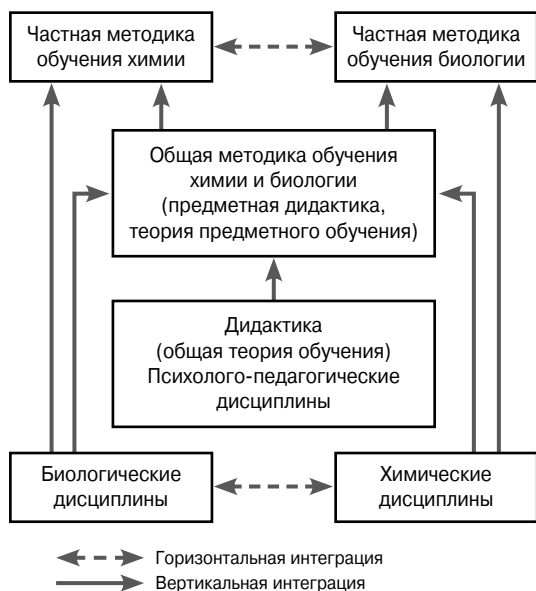 Частная методика
обучения химии
Частная методика
обучения биологии
Общая методика обучения
химии и биологии
(предметная дидактика,
теория предметного обучения)
Дидактика
(общая теория обучения)
Психолого-педагогические
дисциплины
Биологические
дисциплины
Химические
дисциплины
Горизонтальная интеграция
Вертикальная интеграция